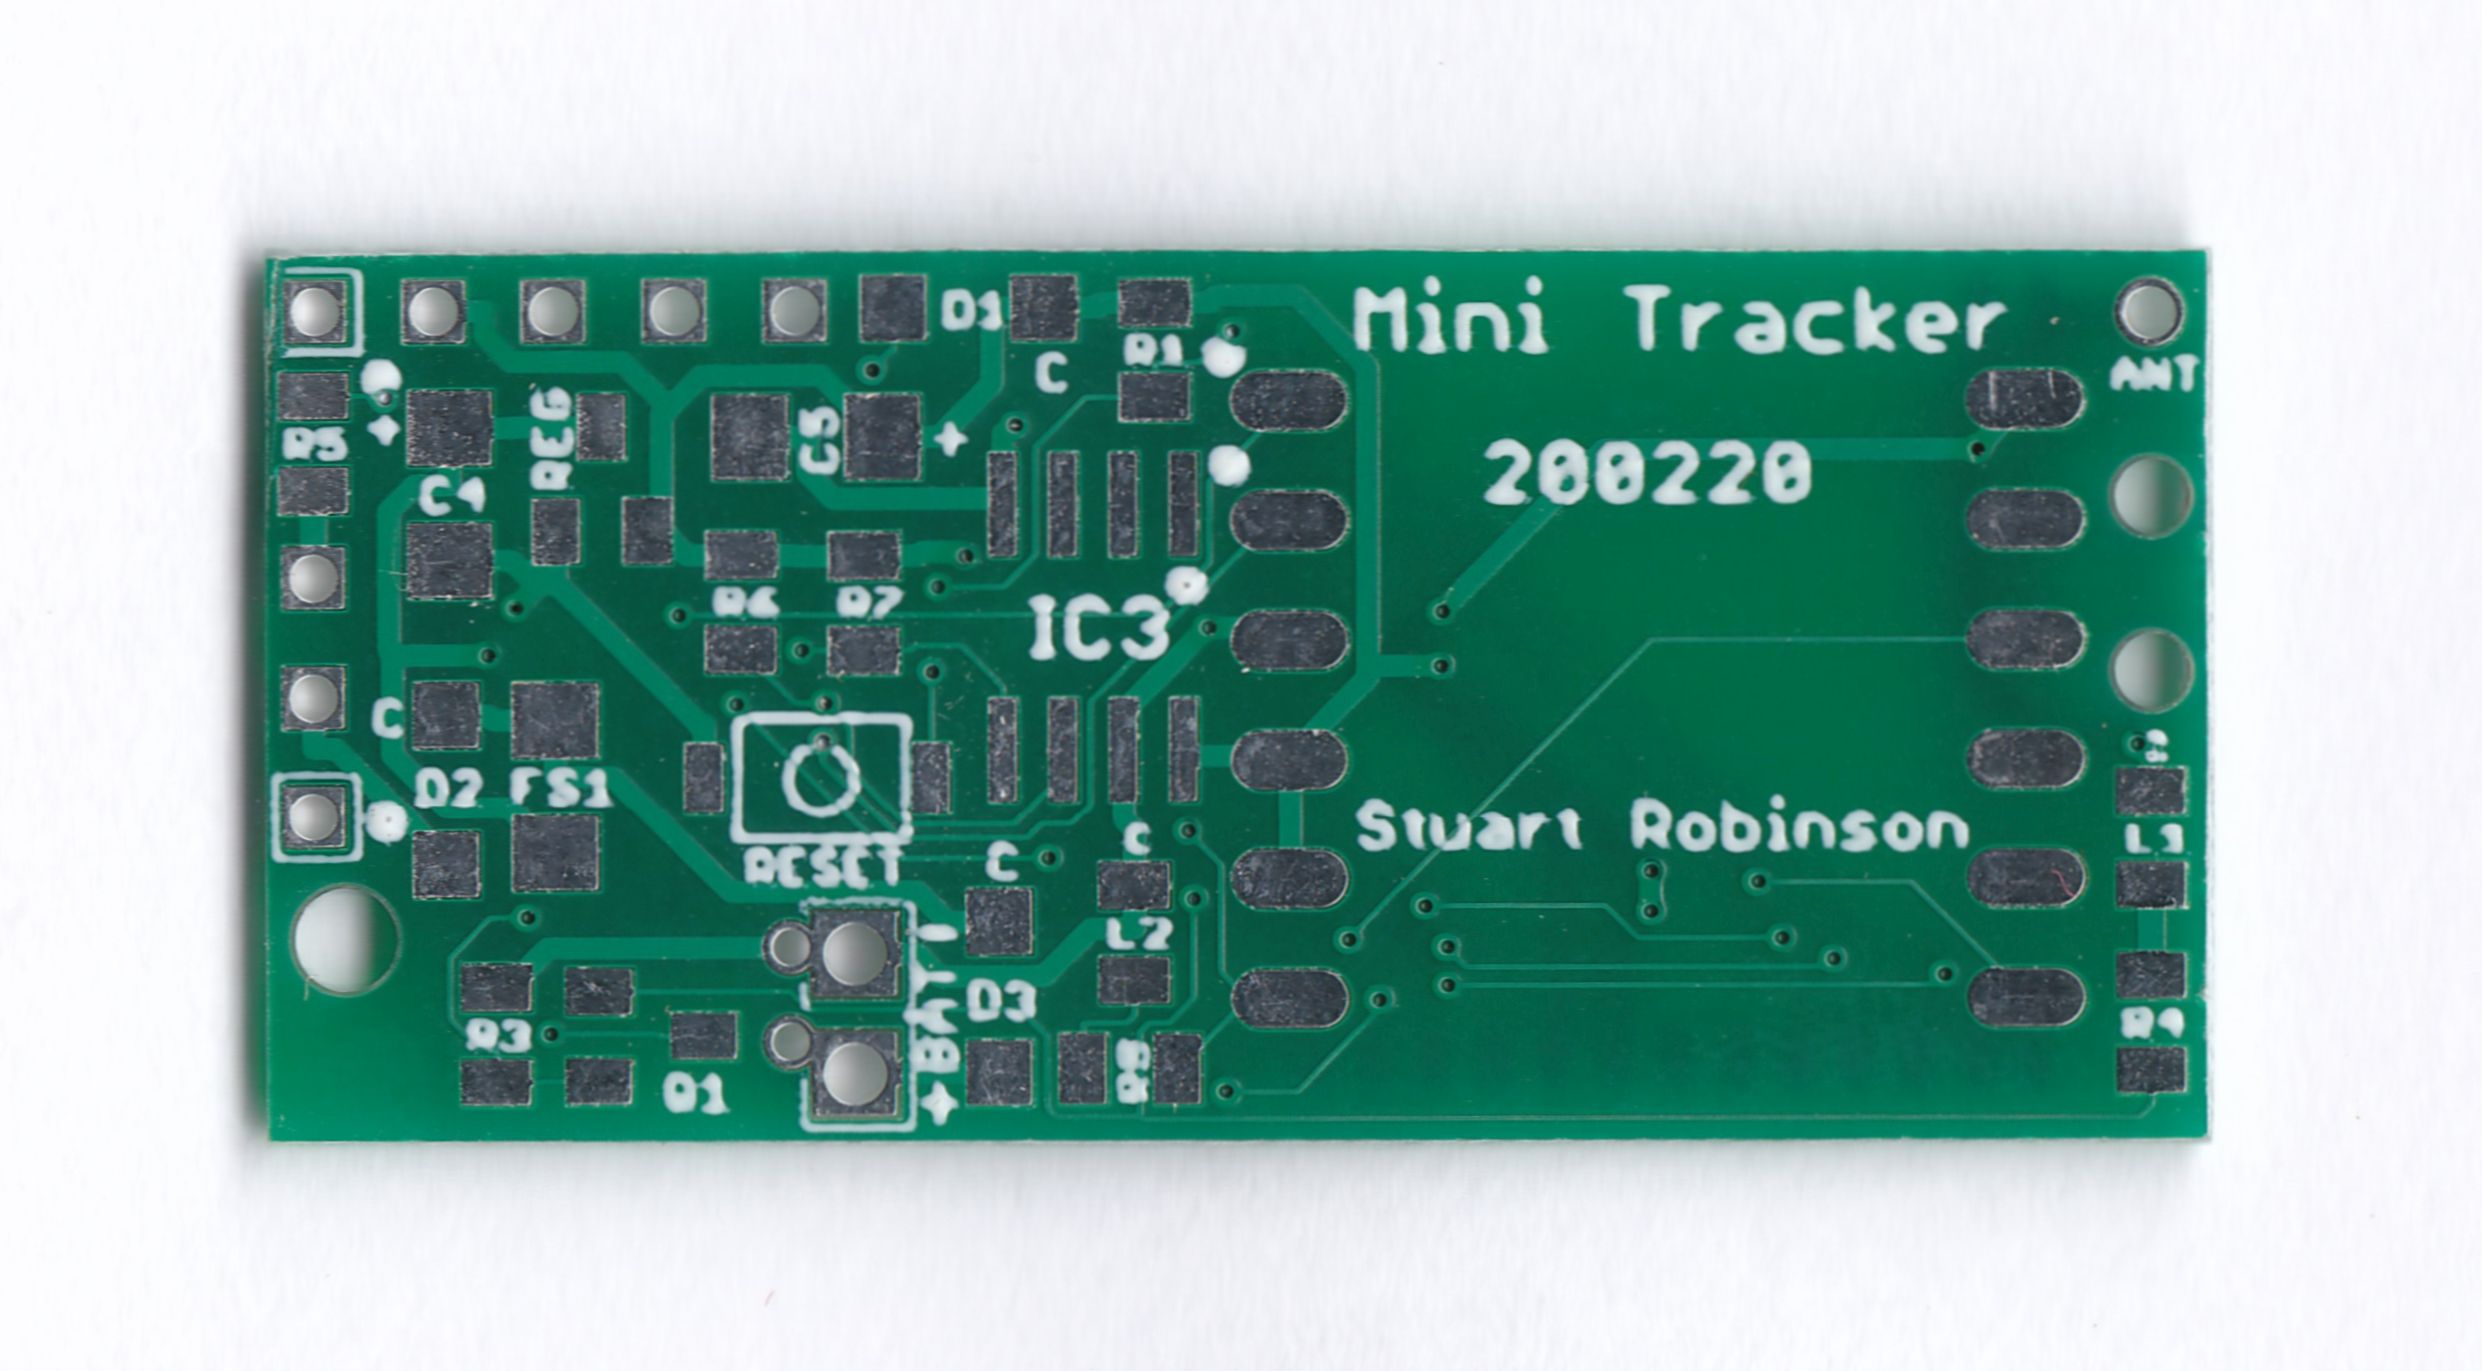 Mini Tracker
ANT
200220
Stuart Robinson
D1
C
R1
REG
C5
+
R5
+
C4
R6
R7
IC3
C
D2
FS1
RESET
C
C
L2
L1
R3
Q1
- BAT +
D3
R8
R4